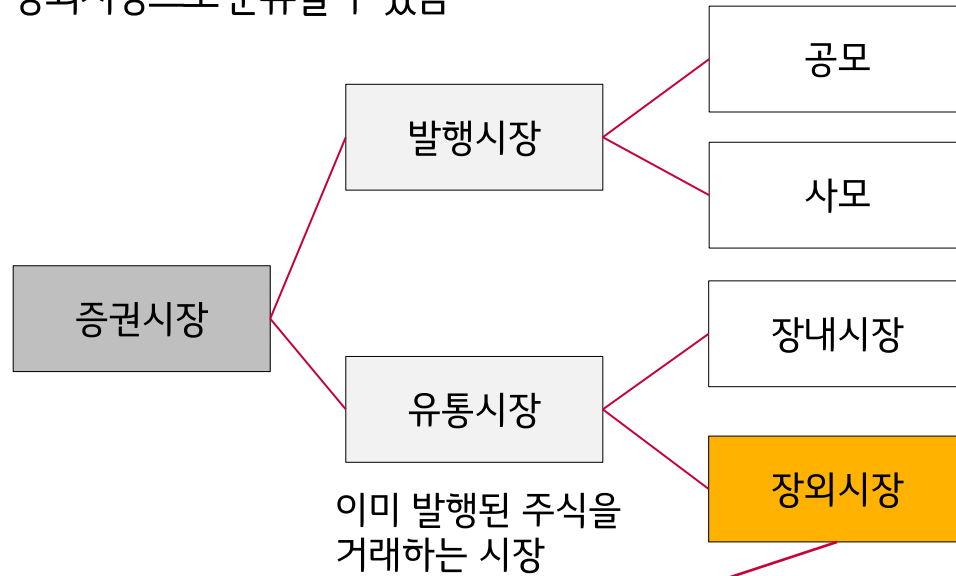 공모
발행시장
사모
증권시장
장내시장
유통시장
장외시장
이미 발행된 주식을
거래하는 시장